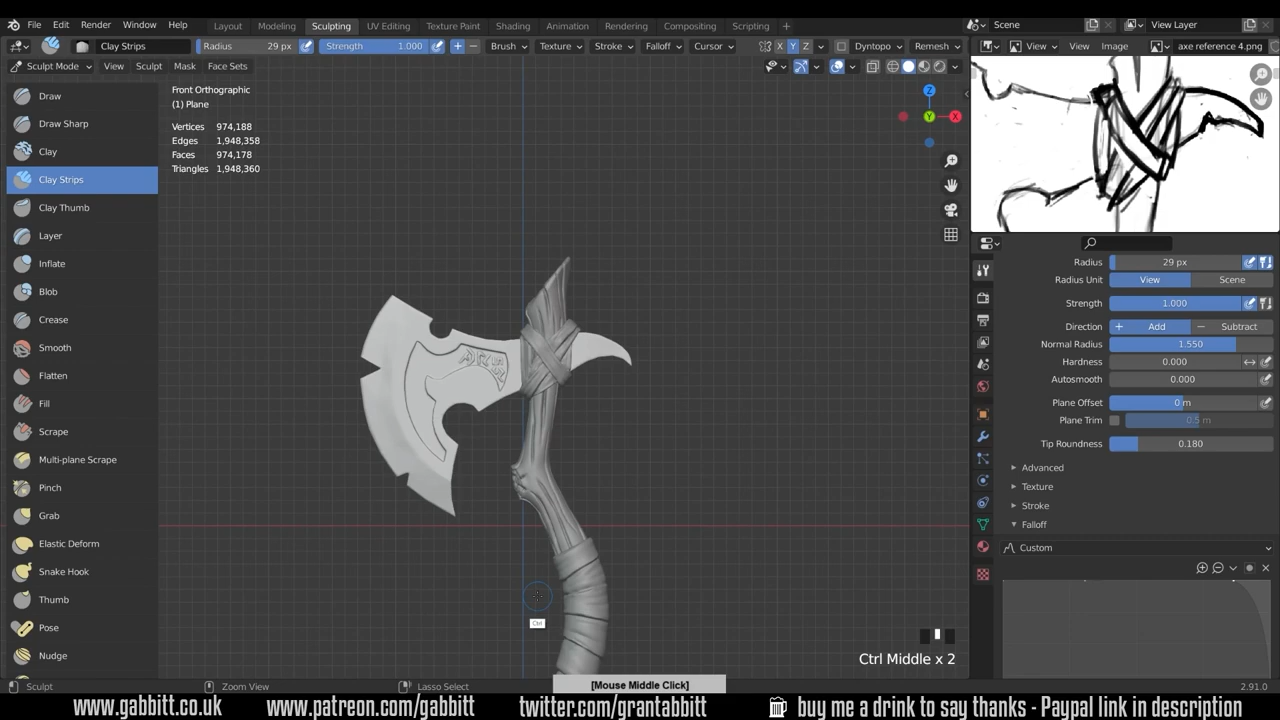 File Edit Render Window Help Layout Modeling Sculpting UV Editing Texture Paint Shading Animation Rendering Compositing Scripting + Scene View Layer
Clay Strips Radius 29 px Strength 1.000 + − Brush Texture Stroke Falloff Cursor X Y Z Dyntopo Remesh View View Image axe reference 4.png
Sculpt Mode View Sculpt Mask Face Sets
Front Orthographic
(1) Plane
Vertices 974,188
Edges 1,948,358
Faces 974,178
Triangles 1,948,360
Z
Y
X
Draw
Draw Sharp
Clay
Clay Strips
Clay Thumb
Layer
Inflate
Blob
Crease
Smooth
Flatten
Fill
Scrape
Multi-plane Scrape
Pinch
Grab
Elastic Deform
Snake Hook
Thumb
Pose
Nudge
Radius 29 px
Radius Unit View Scene
Strength 1.000
Direction + Add − Subtract
Normal Radius 1.550
Hardness 0.000
Autosmooth 0.000
Plane Offset 0 m
Plane Trim 0.5 m
Tip Roundness 0.180
Advanced
Texture
Stroke
Falloff
Custom
Ctrl
Ctrl Middle x 2
Sculpt Zoom View Lasso Select [Mouse Middle Click] 2.91.0
www.gabbitt.co.uk www.patreon.com/gabbitt twitter.com/grantabbitt buy me a drink to say thanks - Paypal link in description